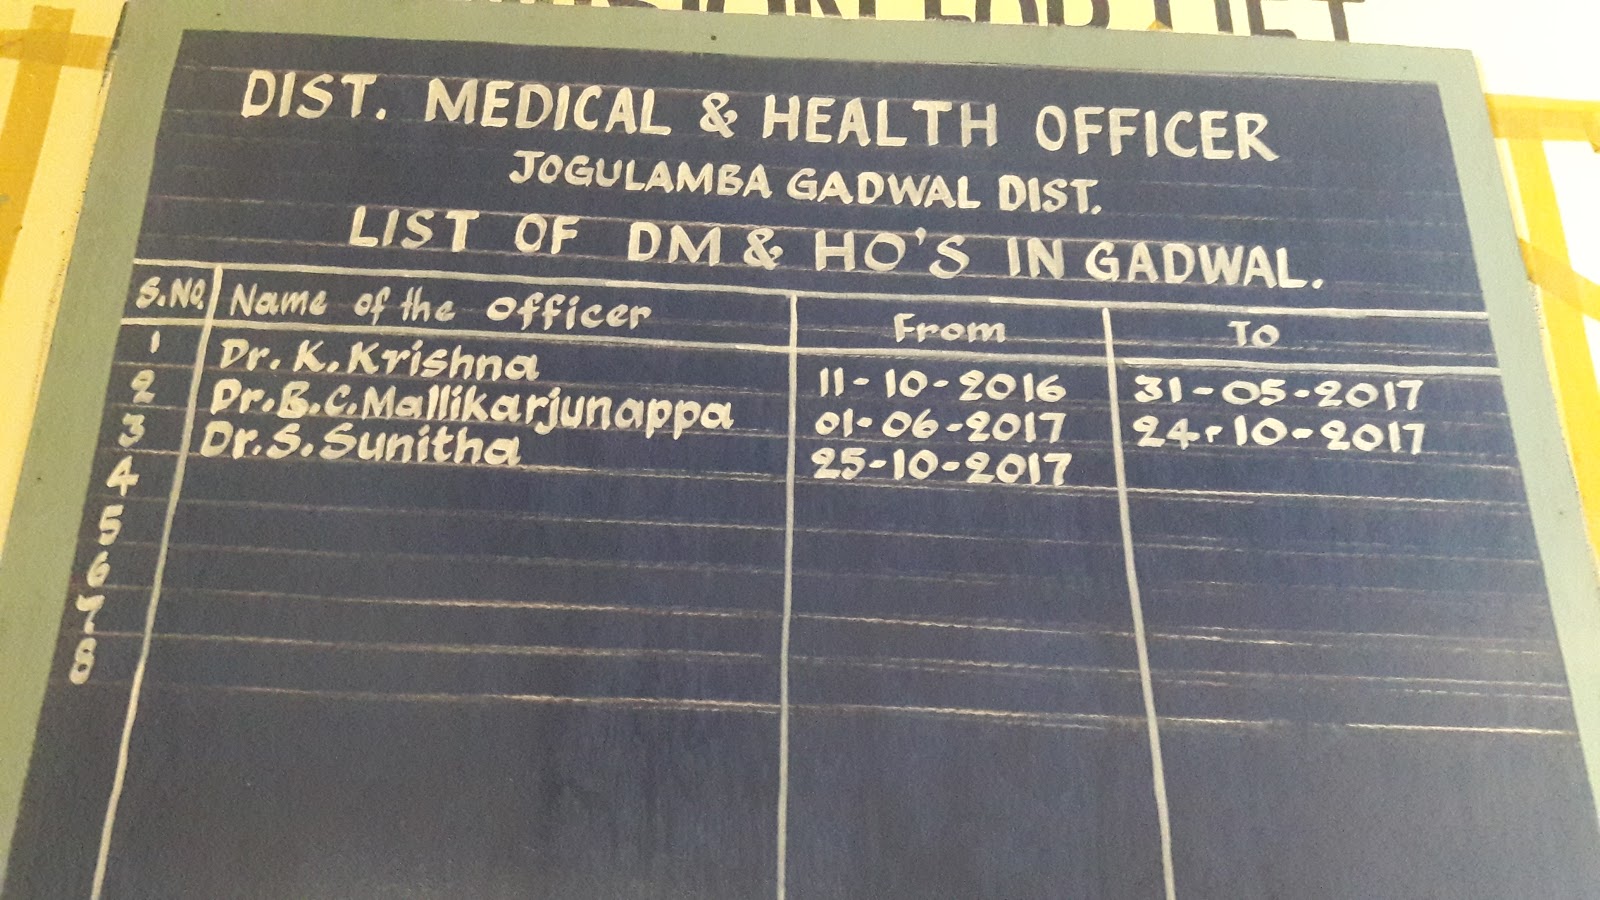 DIST. MEDICAL & HEALTH OFFICER
JOGULAMBA GADWAL DIST.
LIST OF DM & HO'S IN GADWAL.
S.NO. Name of the officer From To
1 Dr. K. Krishna 11-10-2016 31-05-2017
2 Dr. B. C. Mallikarjunappa 01-06-2017 24-10-2017
3 Dr. S. Sunitha 25-10-2017
4
5
6
7
8